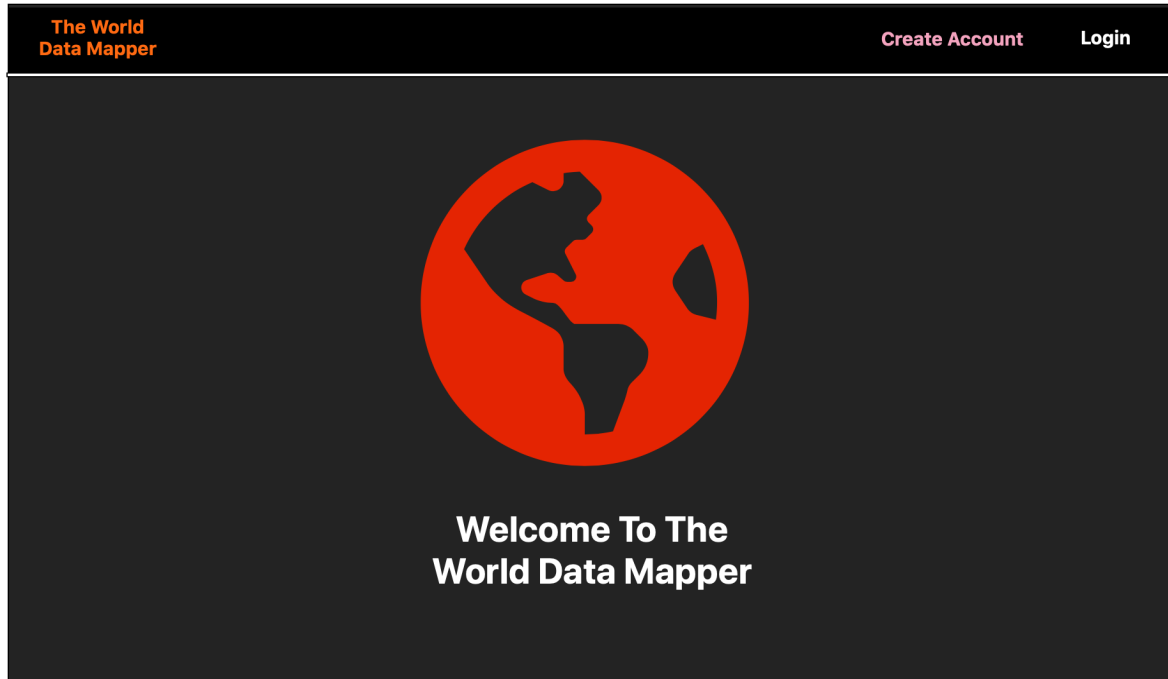 The World
Data Mapper
Create Account
Login
Welcome To The
World Data Mapper